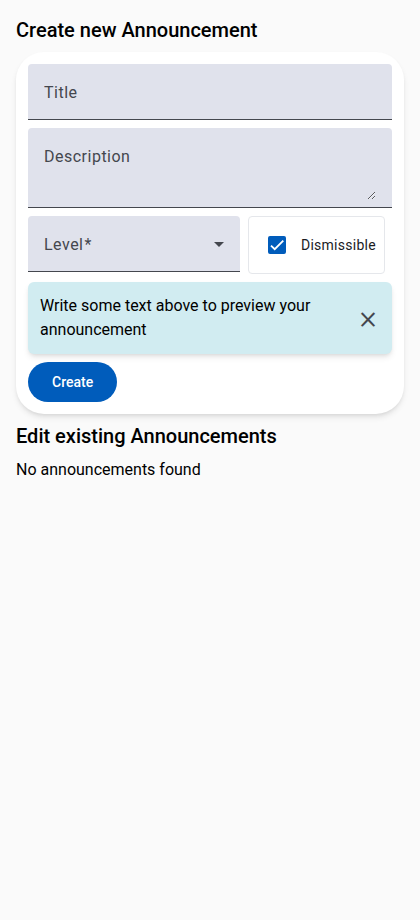 Create new Announcement
Title
Description
Level*
Dismissible
Write some text above to preview your
announcement
Create
Edit existing Announcements
No announcements found